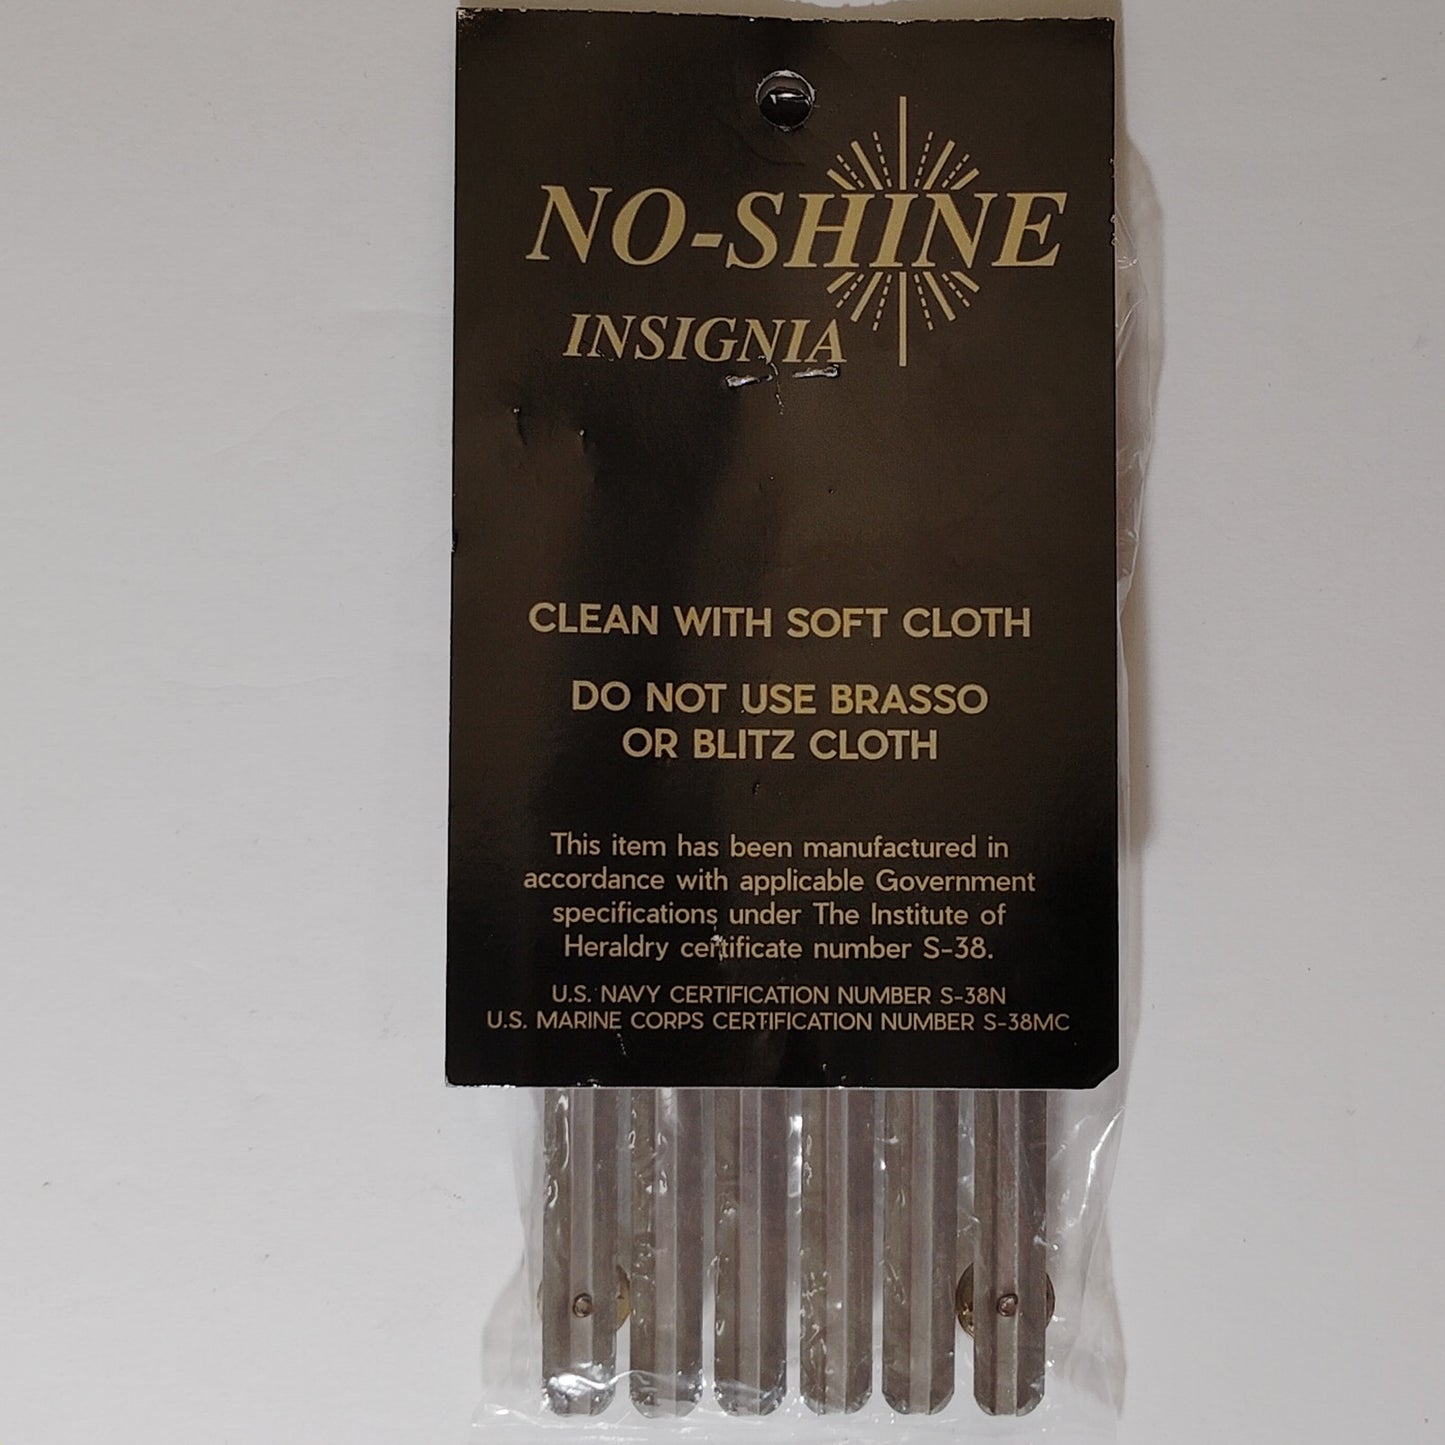 NO-SHINE
INSIGNIA
CLEAN WITH SOFT CLOTH
DO NOT USE BRASSO
OR BLITZ CLOTH
This item has been manufactured in
accordance with applicable Government
specifications under The Institute of
Heraldry certificate number S-38.
U.S. NAVY CERTIFICATION NUMBER S-38N
U.S. MARINE CORPS CERTIFICATION NUMBER S-38MC